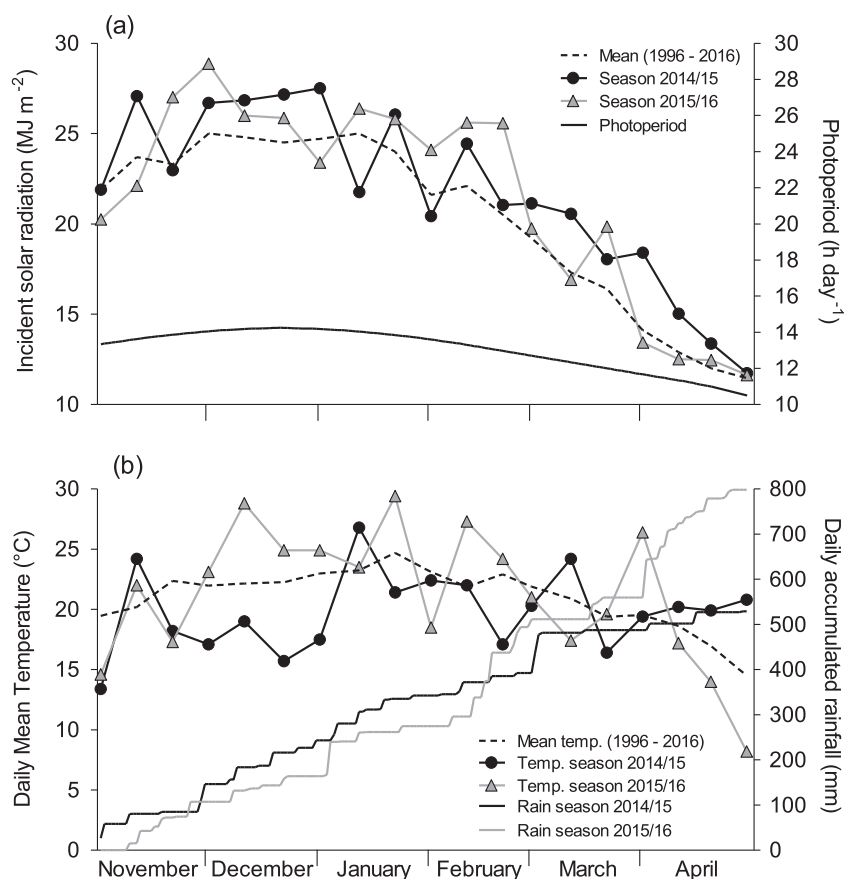 (a)
Incident solar radiation (MJ m-2)
30
25
20
15
10
Mean (1996 - 2016)
Season 2014/15
Season 2015/16
Photoperiod
30
28
26
24
22
20
18
16
14
12
10
Photoperiod (h day-1)
(b)
Daily Mean Temperature (°C)
30
25
20
15
10
5
0
Mean temp. (1996 - 2016)
Temp. season 2014/15
Temp. season 2015/16
Rain season 2014/15
Rain season 2015/16
800
700
600
500
400
300
200
100
0
Daily accumulated rainfall (mm)
November December January February March April